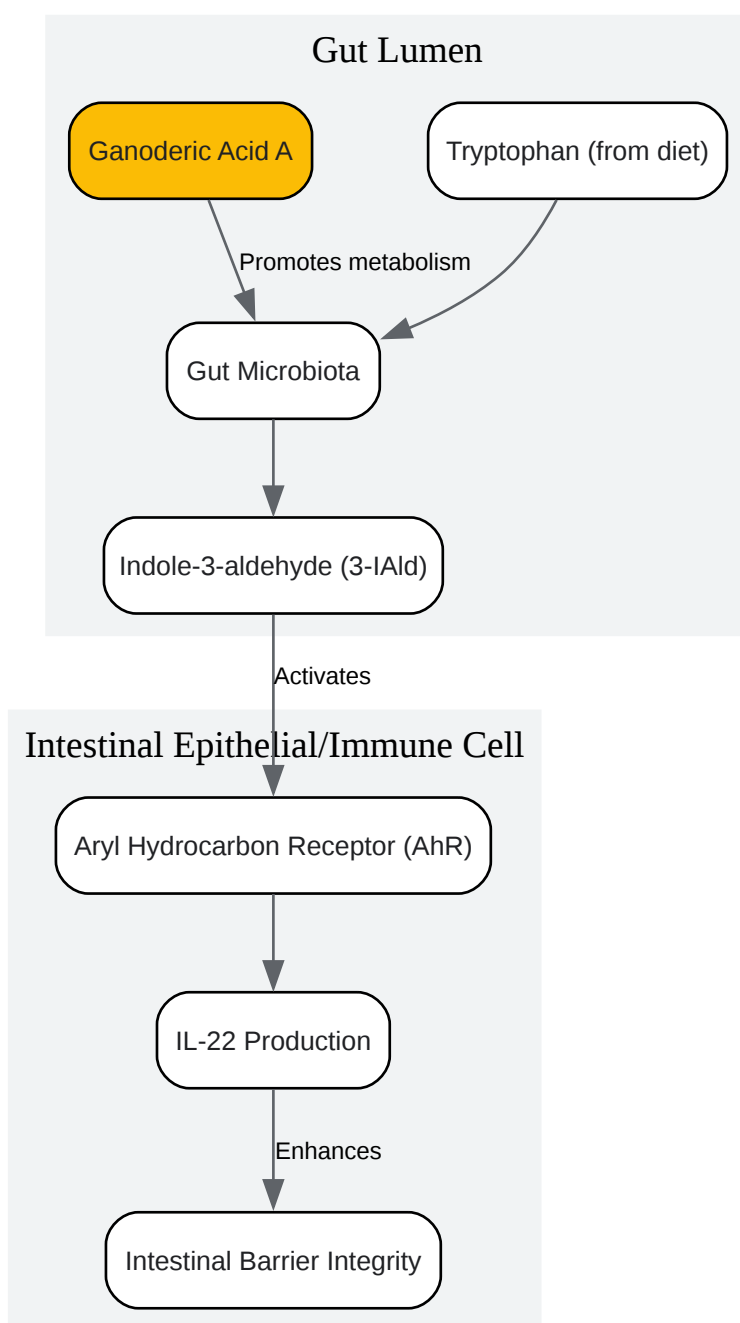 Gut Lumen
Ganoderic Acid A
Tryptophan (from diet)
Promotes metabolism
Gut Microbiota
Indole-3-aldehyde (3-IAld)
Activates
Intestinal Epithelial/Immune Cell
Aryl Hydrocarbon Receptor (AhR)
IL-22 Production
Enhances
Intestinal Barrier Integrity